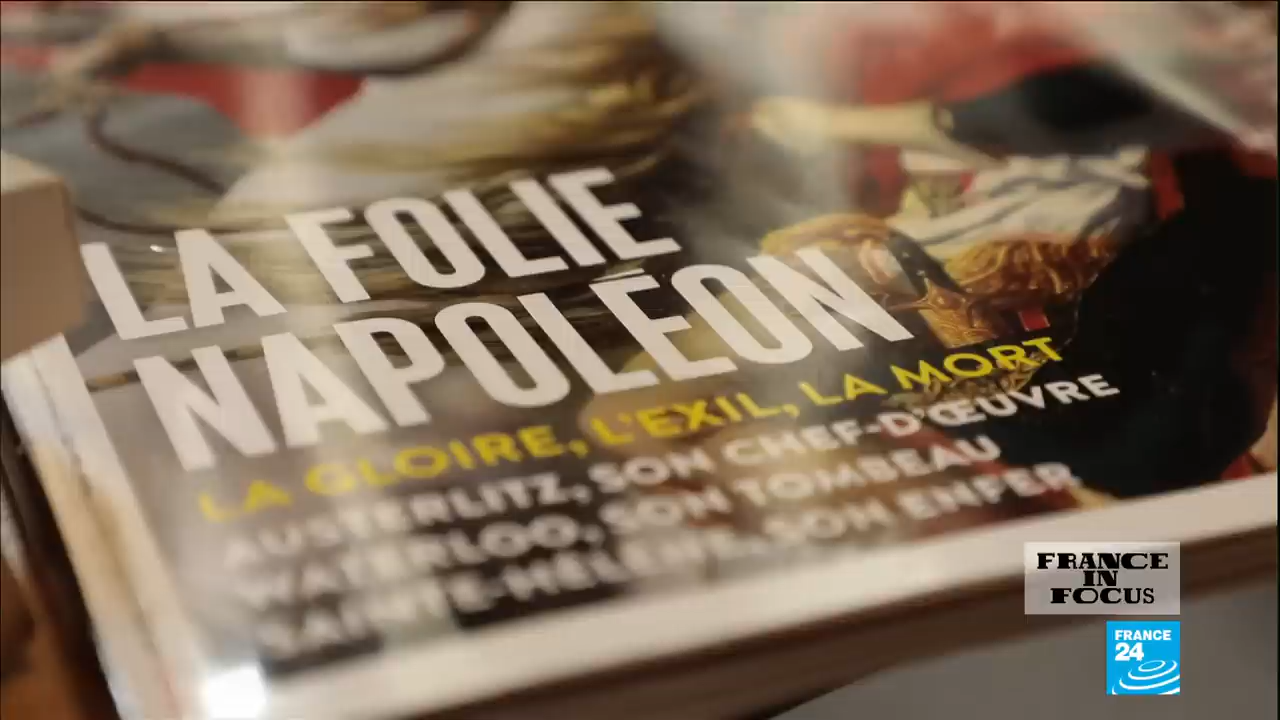 LA FOLIE
NAPOLÉON
LA GLOIRE, L'EXIL, LA MORT
AUSTERLITZ, SON CHEF-D'ŒUVRE
WATERLOO, SON TOMBEAU
SAINTE-HÉLÈNE, SON ENFER
FRANCE
IN
FOCUS
FRANCE
24